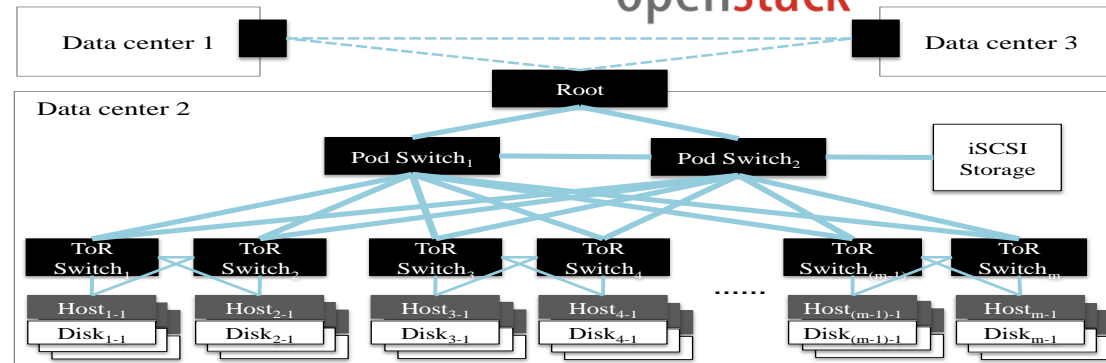 openstack
Data center 1
Data center 3
Root
Data center 2
Pod Switch₁
Pod Switch₂
iSCSI
Storage
ToR
Switch₁
ToR
Switch₂
ToR
Switch₃
ToR
Switch₄
ToR
Switch₍ₘ₋₁₎
ToR
Switchₘ
......
Host₁₋₁
Host₂₋₁
Host₃₋₁
Host₄₋₁
Host₍ₘ₋₁₎₋₁
Hostₘ₋₁
Disk₁₋₁
Disk₂₋₁
Disk₃₋₁
Disk₄₋₁
Disk₍ₘ₋₁₎₋₁
Diskₘ₋₁